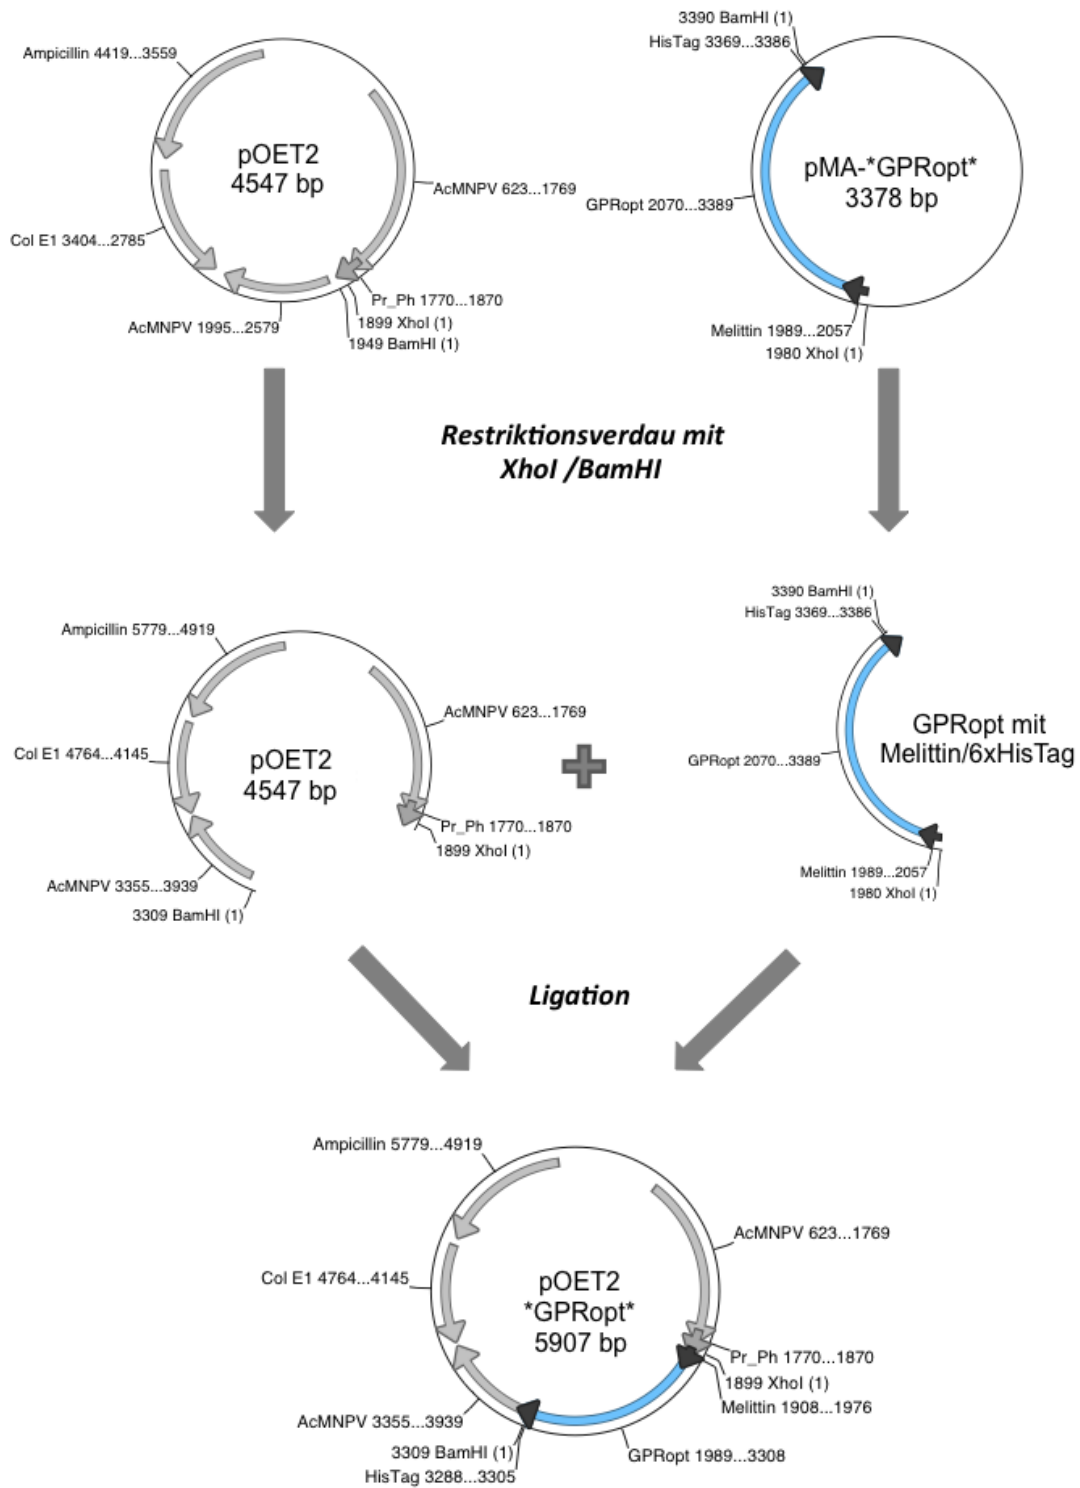 Ampicillin 4419...3559
pOET2
4547 bp
AcMNPV 623...1769
Col E1 3404...2785
Pr_Ph 1770...1870
AcMNPV 1995...2579
1899 XhoI (1)
1949 BamHI (1)
3390 BamHI (1)
HisTag 3369...3386
pMA-*GPRopt*
3378 bp
GPRopt 2070...3389
Melittin 1989...2057
1980 XhoI (1)
Restriktionsverdau mit
XhoI /BamHI
Ampicillin 5779...4919
AcMNPV 623...1769
Col E1 4764...4145
pOET2
4547 bp
Pr_Ph 1770...1870
1899 XhoI (1)
AcMNPV 3355...3939
3309 BamHI (1)
3390 BamHI (1)
HisTag 3369...3386
GPRopt mit
Melittin/6xHisTag
GPRopt 2070...3389
Melittin 1989...2057
1980 XhoI (1)
Ligation
Ampicillin 5779...4919
AcMNPV 623...1769
Col E1 4764...4145
pOET2
*GPRopt*
5907 bp
Pr_Ph 1770...1870
1899 XhoI (1)
Melittin 1908...1976
AcMNPV 3355...3939
3309 BamHI (1)
GPRopt 1989...3308
HisTag 3288...3305